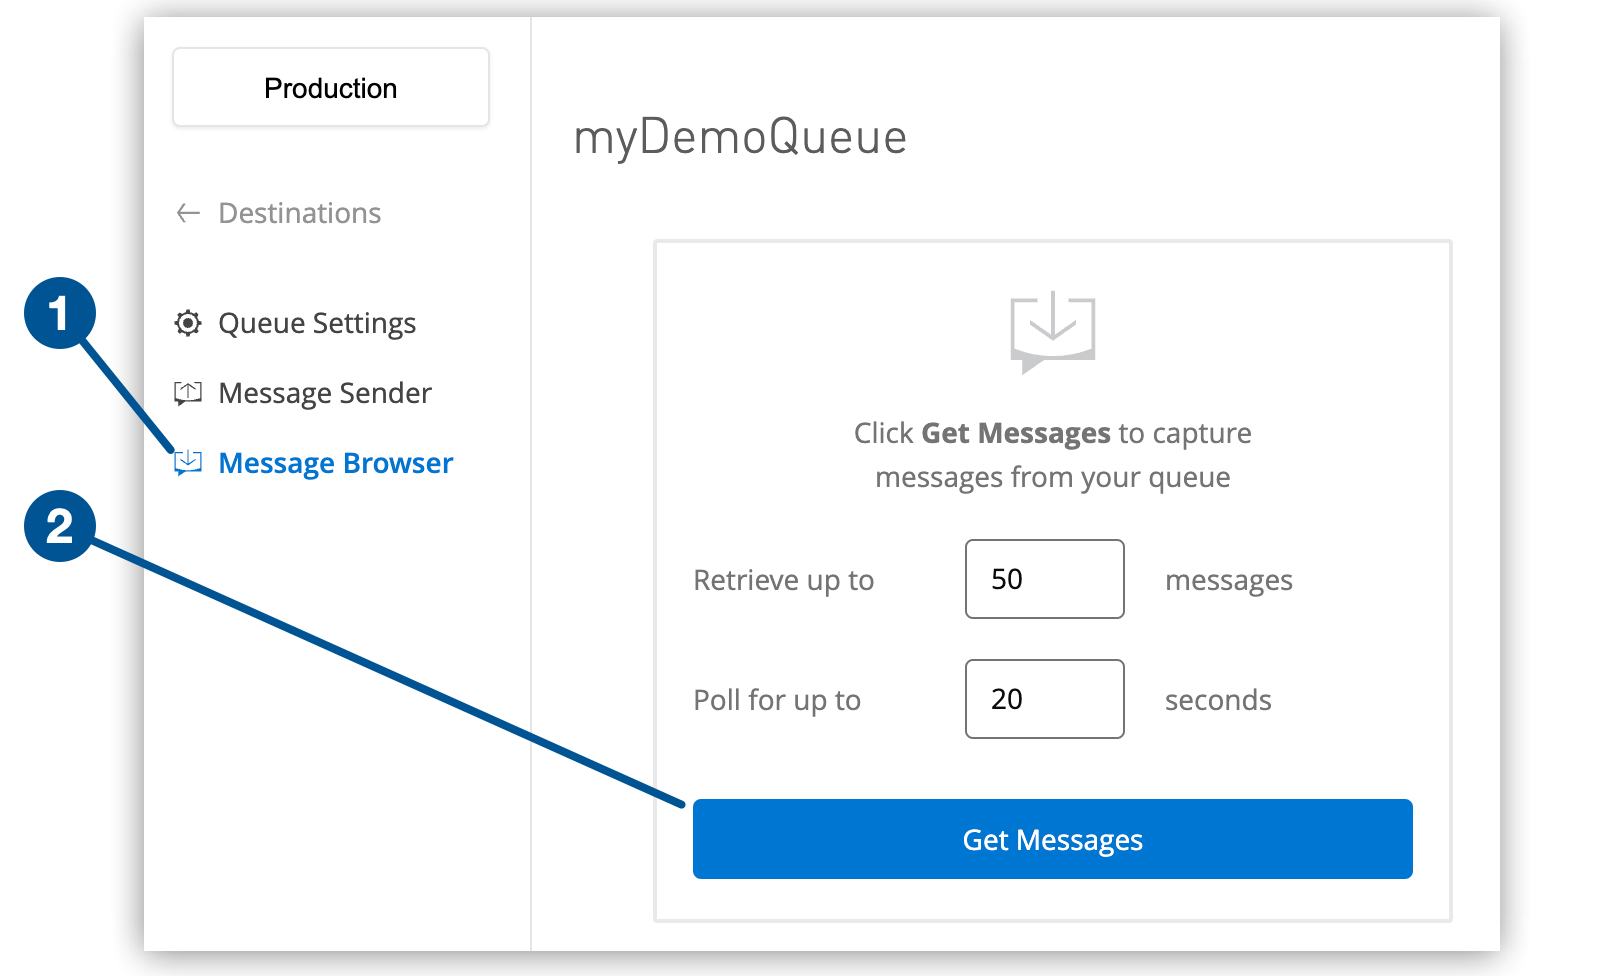 Production
myDemoQueue
Destinations
1
Queue Settings
Message Sender
Message Browser
2
Click Get Messages to capture
messages from your queue
Retrieve up to 50 messages
Poll for up to 20 seconds
Get Messages